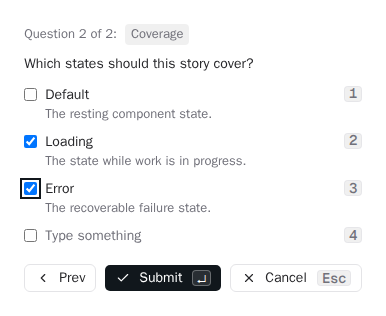 Question 2 of 2: Coverage
Which states should this story cover?
Default 1
The resting component state.
Loading 2
The state while work is in progress.
Error 3
The recoverable failure state.
Type something 4
Prev Submit Cancel Esc